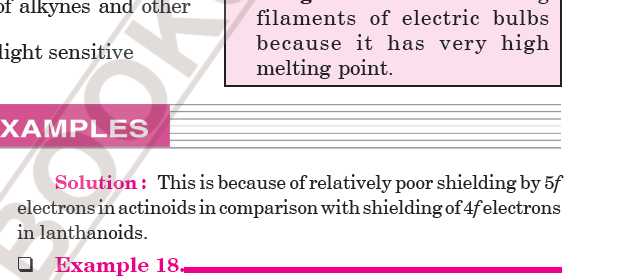 of alkynes and other
light sensitive
filaments of electric bulbs
because it has very high
melting point.
XAMPLES
Solution : This is because of relatively poor shielding by 5f
electrons in actinoids in comparison with shielding of 4f electrons
in lanthanoids.
Example 18.